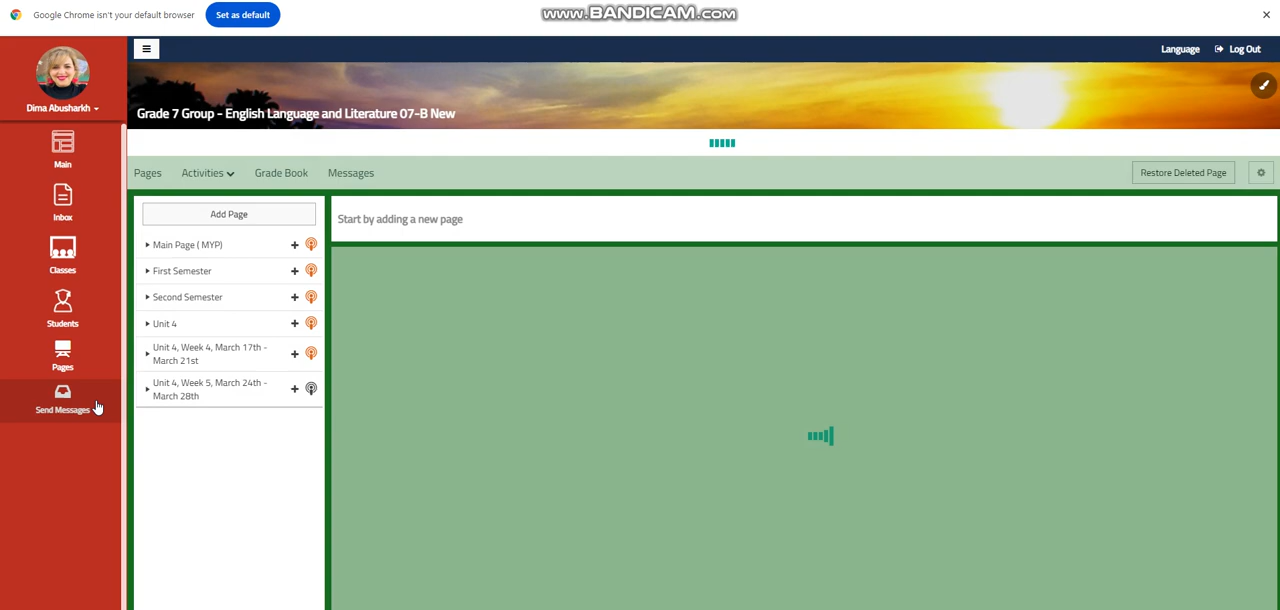 Google Chrome isn't your default browser
Set as default
www.BANDICAM.com
Dima Abusharkh
Main
Inbox
Classes
Students
Pages
Send Messages
Language
Log Out
Grade 7 Group - English Language and Literature 07-B New
Pages
Activities
Grade Book
Messages
Restore Deleted Page
Add Page
Main Page ( MYP)
First Semester
Second Semester
Unit 4
Unit 4, Week 4, March 17th -
March 21st
Unit 4, Week 5, March 24th -
March 28th
Start by adding a new page